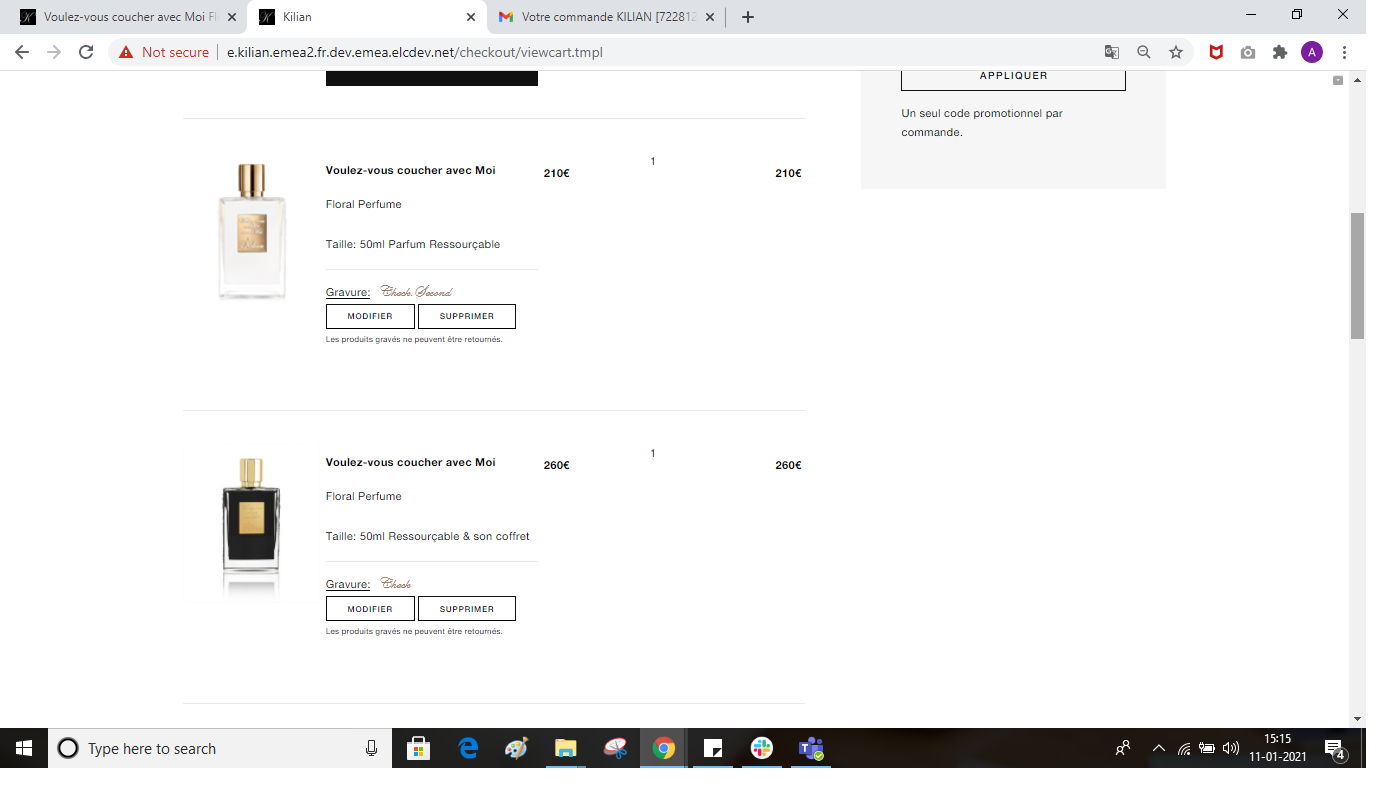 Voulez-vous coucher avec Moi Fl
Kilian
Votre commande KILIAN [722812
Not secure
e.kilian.emea2.fr.dev.emea.elcdev.net/checkout/viewcart.tmpl
A
APPLIQUER
Un seul code promotionnel par
commande.
Voulez-vous coucher avec Moi 210€ 1 210€
Floral Perfume
Taille: 50ml Parfum Ressourçable
Gravure: Check Second
MODIFIER SUPPRIMER
Les produits gravés ne peuvent être retournés.
Voulez-vous coucher avec Moi 260€ 1 260€
Floral Perfume
Taille: 50ml Ressourçable & son coffret
Gravure: Check
MODIFIER SUPPRIMER
Les produits gravés ne peuvent être retournés.
Type here to search
15:15
11-01-2021
4